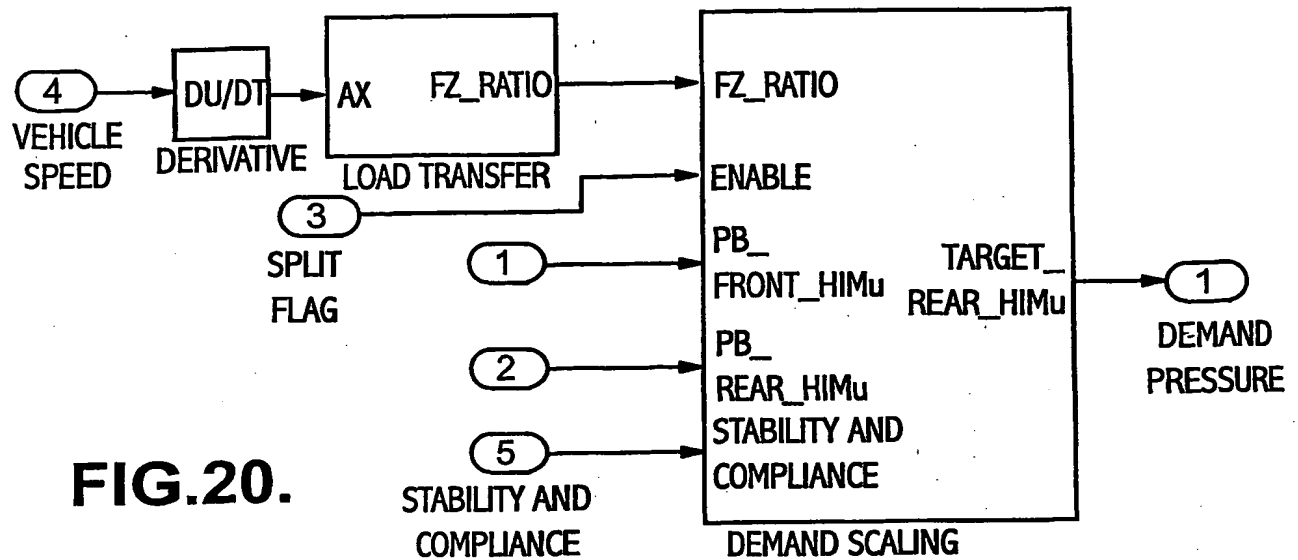 4
VEHICLE
SPEED
DU/DT
DERIVATIVE
AX
FZ_RATIO
LOAD TRANSFER
3
SPLIT
FLAG
1
2
5
STABILITY AND
COMPLIANCE
FZ_RATIO
ENABLE
PB_
FRONT_HIMu
PB_
REAR_HIMu
STABILITY AND
COMPLIANCE
TARGET_
REAR_HIMu
DEMAND SCALING
1
DEMAND
PRESSURE
FIG.20.